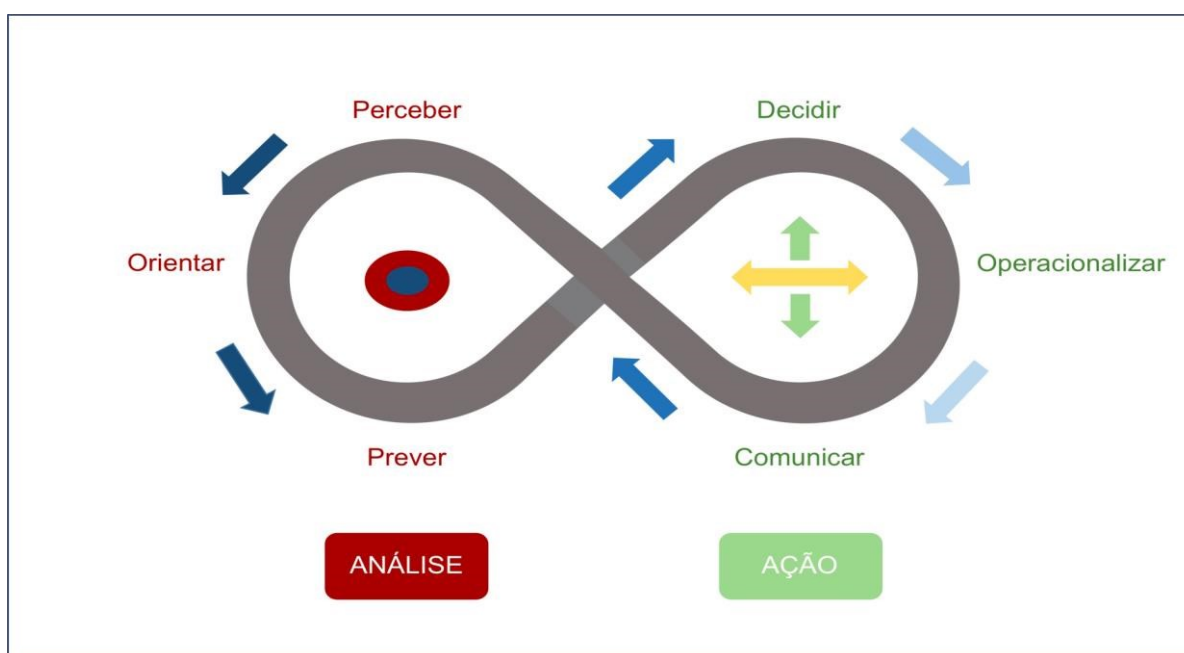 Perceber
Decidir
Orientar
Operacionalizar
Prever
Comunicar
ANÁLISE
AÇÃO